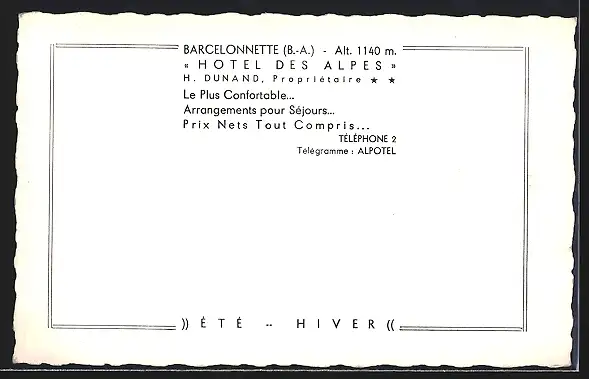 BARCELONNETTE (B.-A.) - Alt. 1140 m.
« HOTEL DES ALPES »
H. DUNAND, Propriétaire ★ ★
Le Plus Confortable...
Arrangements pour Séjours...
Prix Nets Tout Compris...
TÉLÉPHONE 2
Télégramme : ALPOTEL
)) ÉTÉ -- HIVER ((